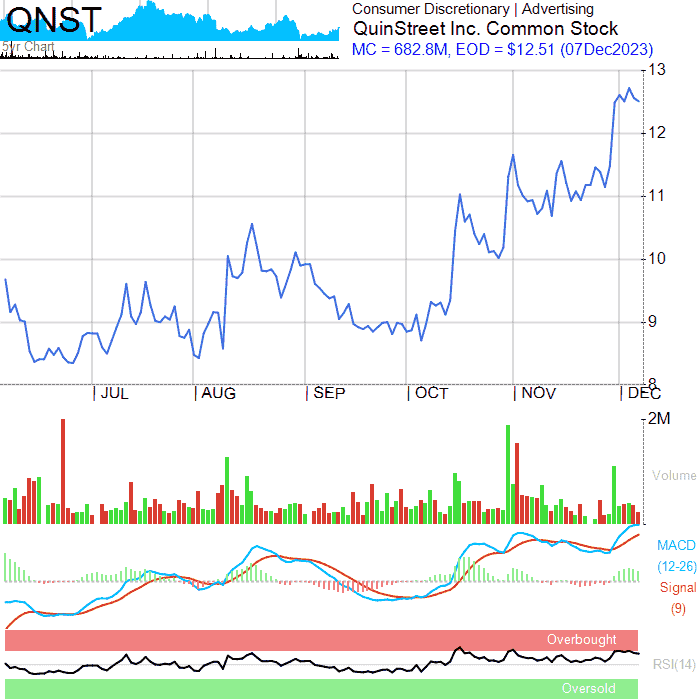 QNST
5yr Chart
Consumer Discretionary | Advertising
QuinStreet Inc. Common Stock
MC = 682.8M, EOD = $12.51 (07Dec2023)
13
12
11
10
9
8
JUL AUG SEP OCT NOV DEC
2M
Volume
MACD
(12-26)
Signal
(9)
Overbought
RSI(14)
Oversold